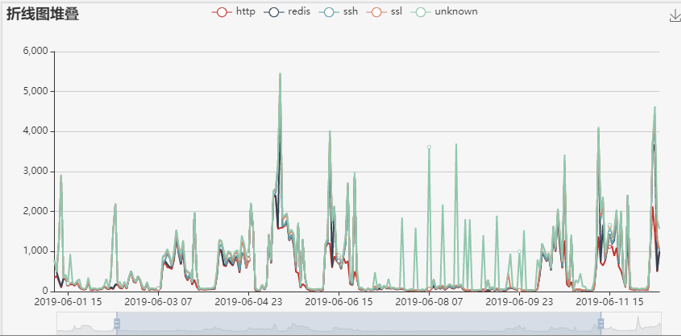 折线图堆叠
http redis ssh ssl unknown
6,000
5,000
4,000
3,000
2,000
1,000
0
2019-06-01 15 2019-06-03 07 2019-06-04 23 2019-06-06 15 2019-06-08 07 2019-06-09 23 2019-06-11 15